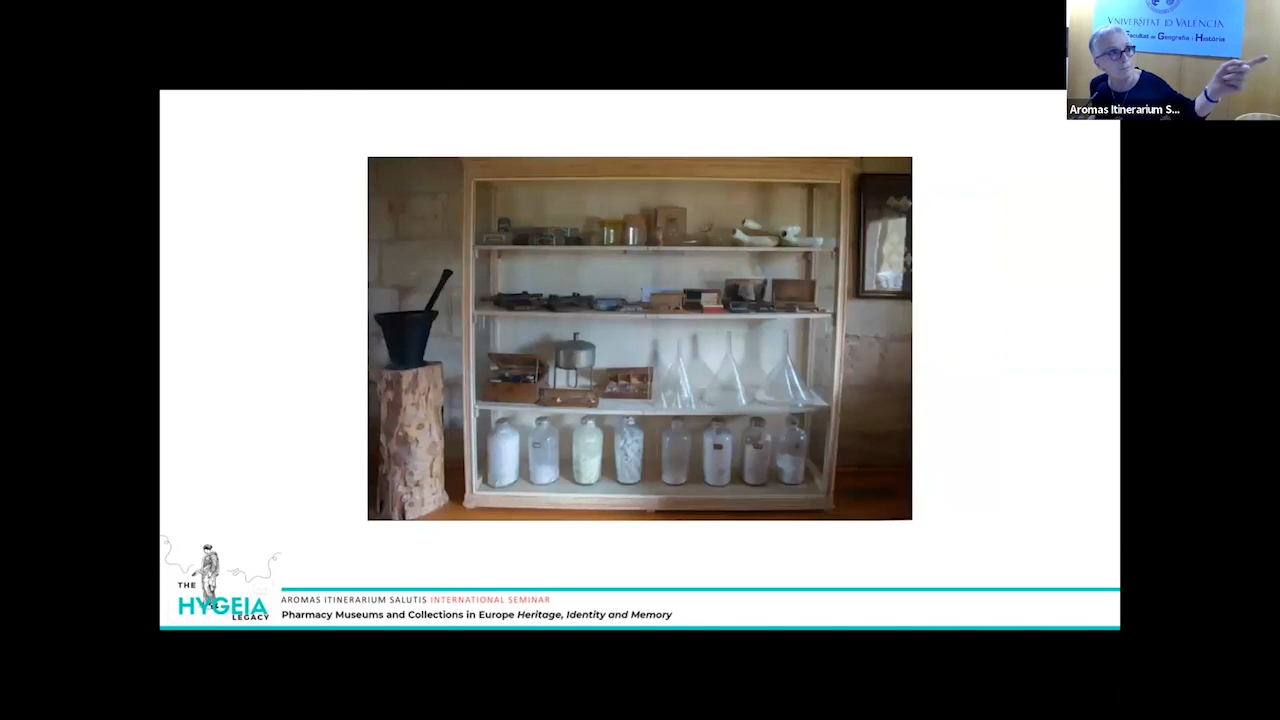 VNIVERSITAT ID VALÈNCIA
Facultat de Geografia i Història
Aromas Itinerarium S...
THE
HYGEIA
LEGACY
AROMAS ITINERARIUM SALUTIS INTERNATIONAL SEMINAR
Pharmacy Museums and Collections in Europe Heritage, Identity and Memory